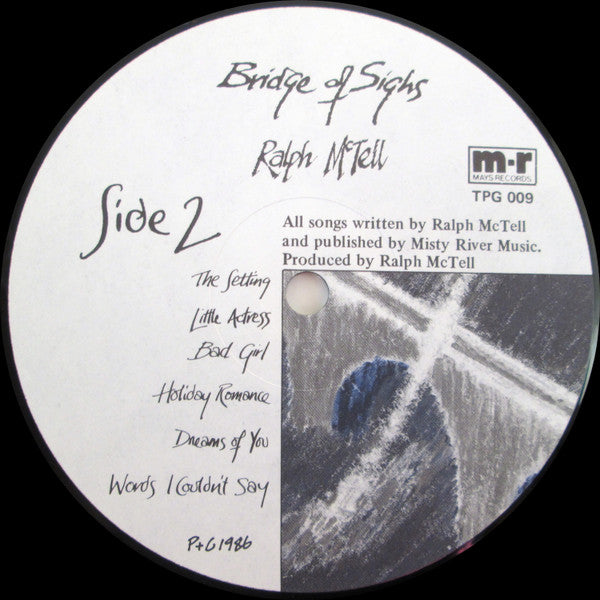 Bridge of Sighs
Ralph McTell
m·r
MAYS·RECORDS
TPG 009
Side 2
All songs written by Ralph McTell
and published by Misty River Music.
Produced by Ralph McTell
The Setting
Little Actress
Bad Girl
Holiday Romance
Dreams of You
Words I Couldn't Say
P+C 1986